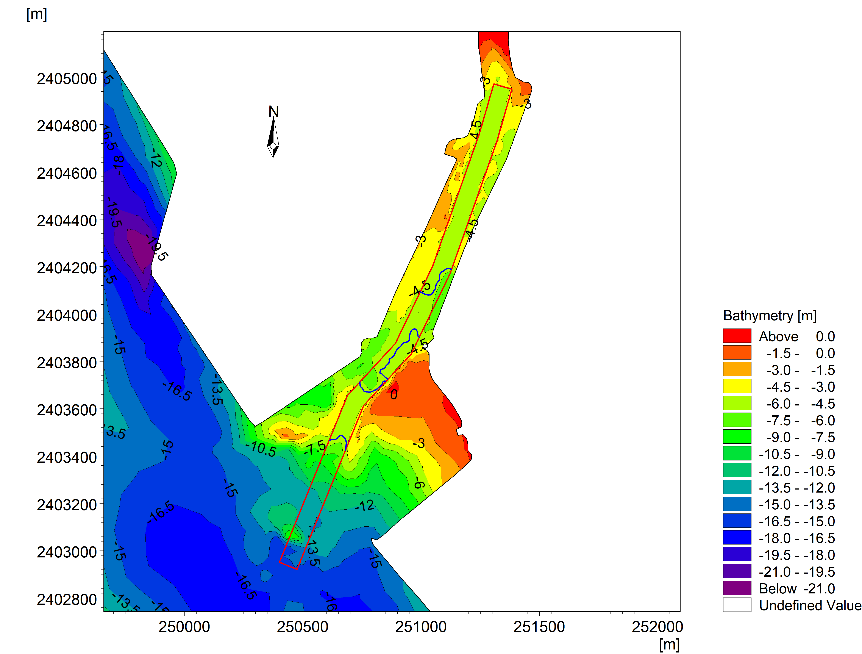 [m]
2405000
2404800
2404600
2404400
2404200
2404000
2403800
2403600
2403400
2403200
2403000
2402800
250000
250500
251000
251500
252000
[m]
N
-12
-19.5
-19.5
-15
-16.5
-13.5
-15
-15
-16.5
-15
-16.5
-13.5
-16.5
-10.5
-7.5
-12
-13.5
-15
-6
-3
0
-4.5
-4.5
-3
-4.5
4.5
3
-3
Bathymetry [m]
Above 0.0
-1.5 - 0.0
-3.0 - -1.5
-4.5 - -3.0
-6.0 - -4.5
-7.5 - -6.0
-9.0 - -7.5
-10.5 - -9.0
-12.0 - -10.5
-13.5 - -12.0
-15.0 - -13.5
-16.5 - -15.0
-18.0 - -16.5
-19.5 - -18.0
-21.0 - -19.5
Below -21.0
Undefined Value